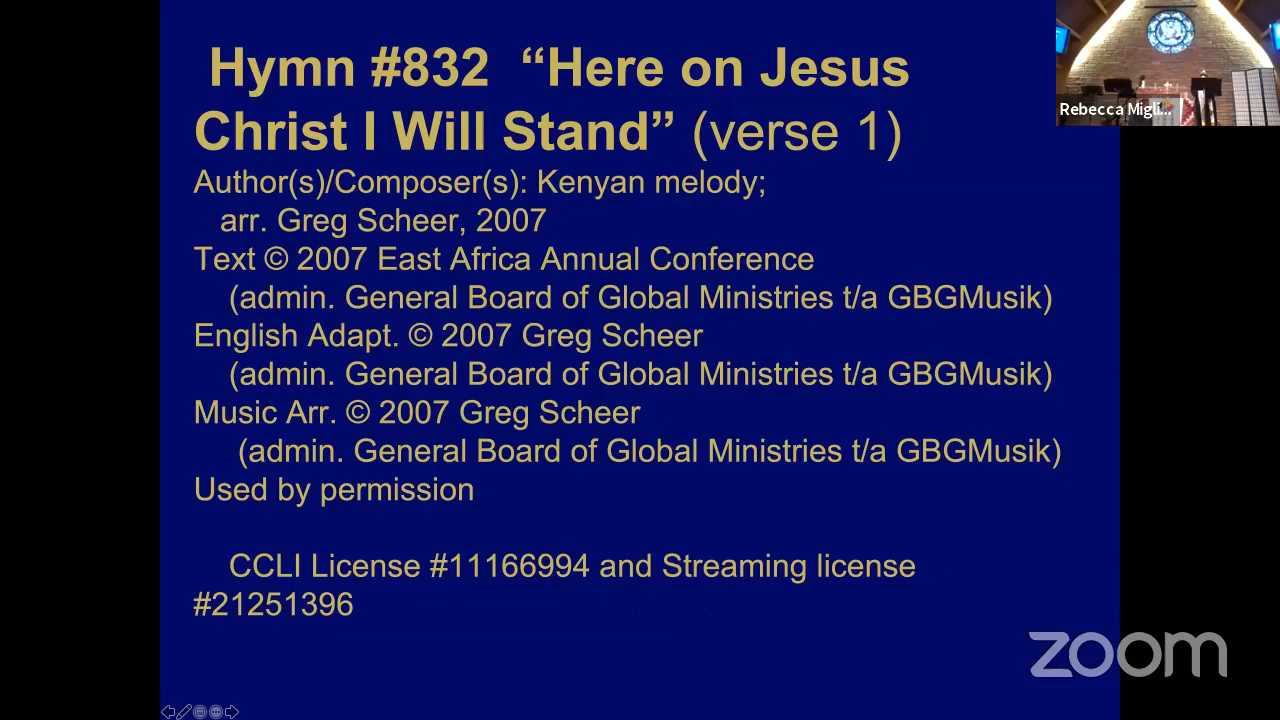 Hymn #832 “Here on Jesus
Christ I Will Stand” (verse 1)
Author(s)/Composer(s): Kenyan melody;
arr. Greg Scheer, 2007
Text © 2007 East Africa Annual Conference
(admin. General Board of Global Ministries t/a GBGMusik)
English Adapt. © 2007 Greg Scheer
(admin. General Board of Global Ministries t/a GBGMusik)
Music Arr. © 2007 Greg Scheer
(admin. General Board of Global Ministries t/a GBGMusik)
Used by permission
CCLI License #11166994 and Streaming license
#21251396
Rebecca Migli...
zoom